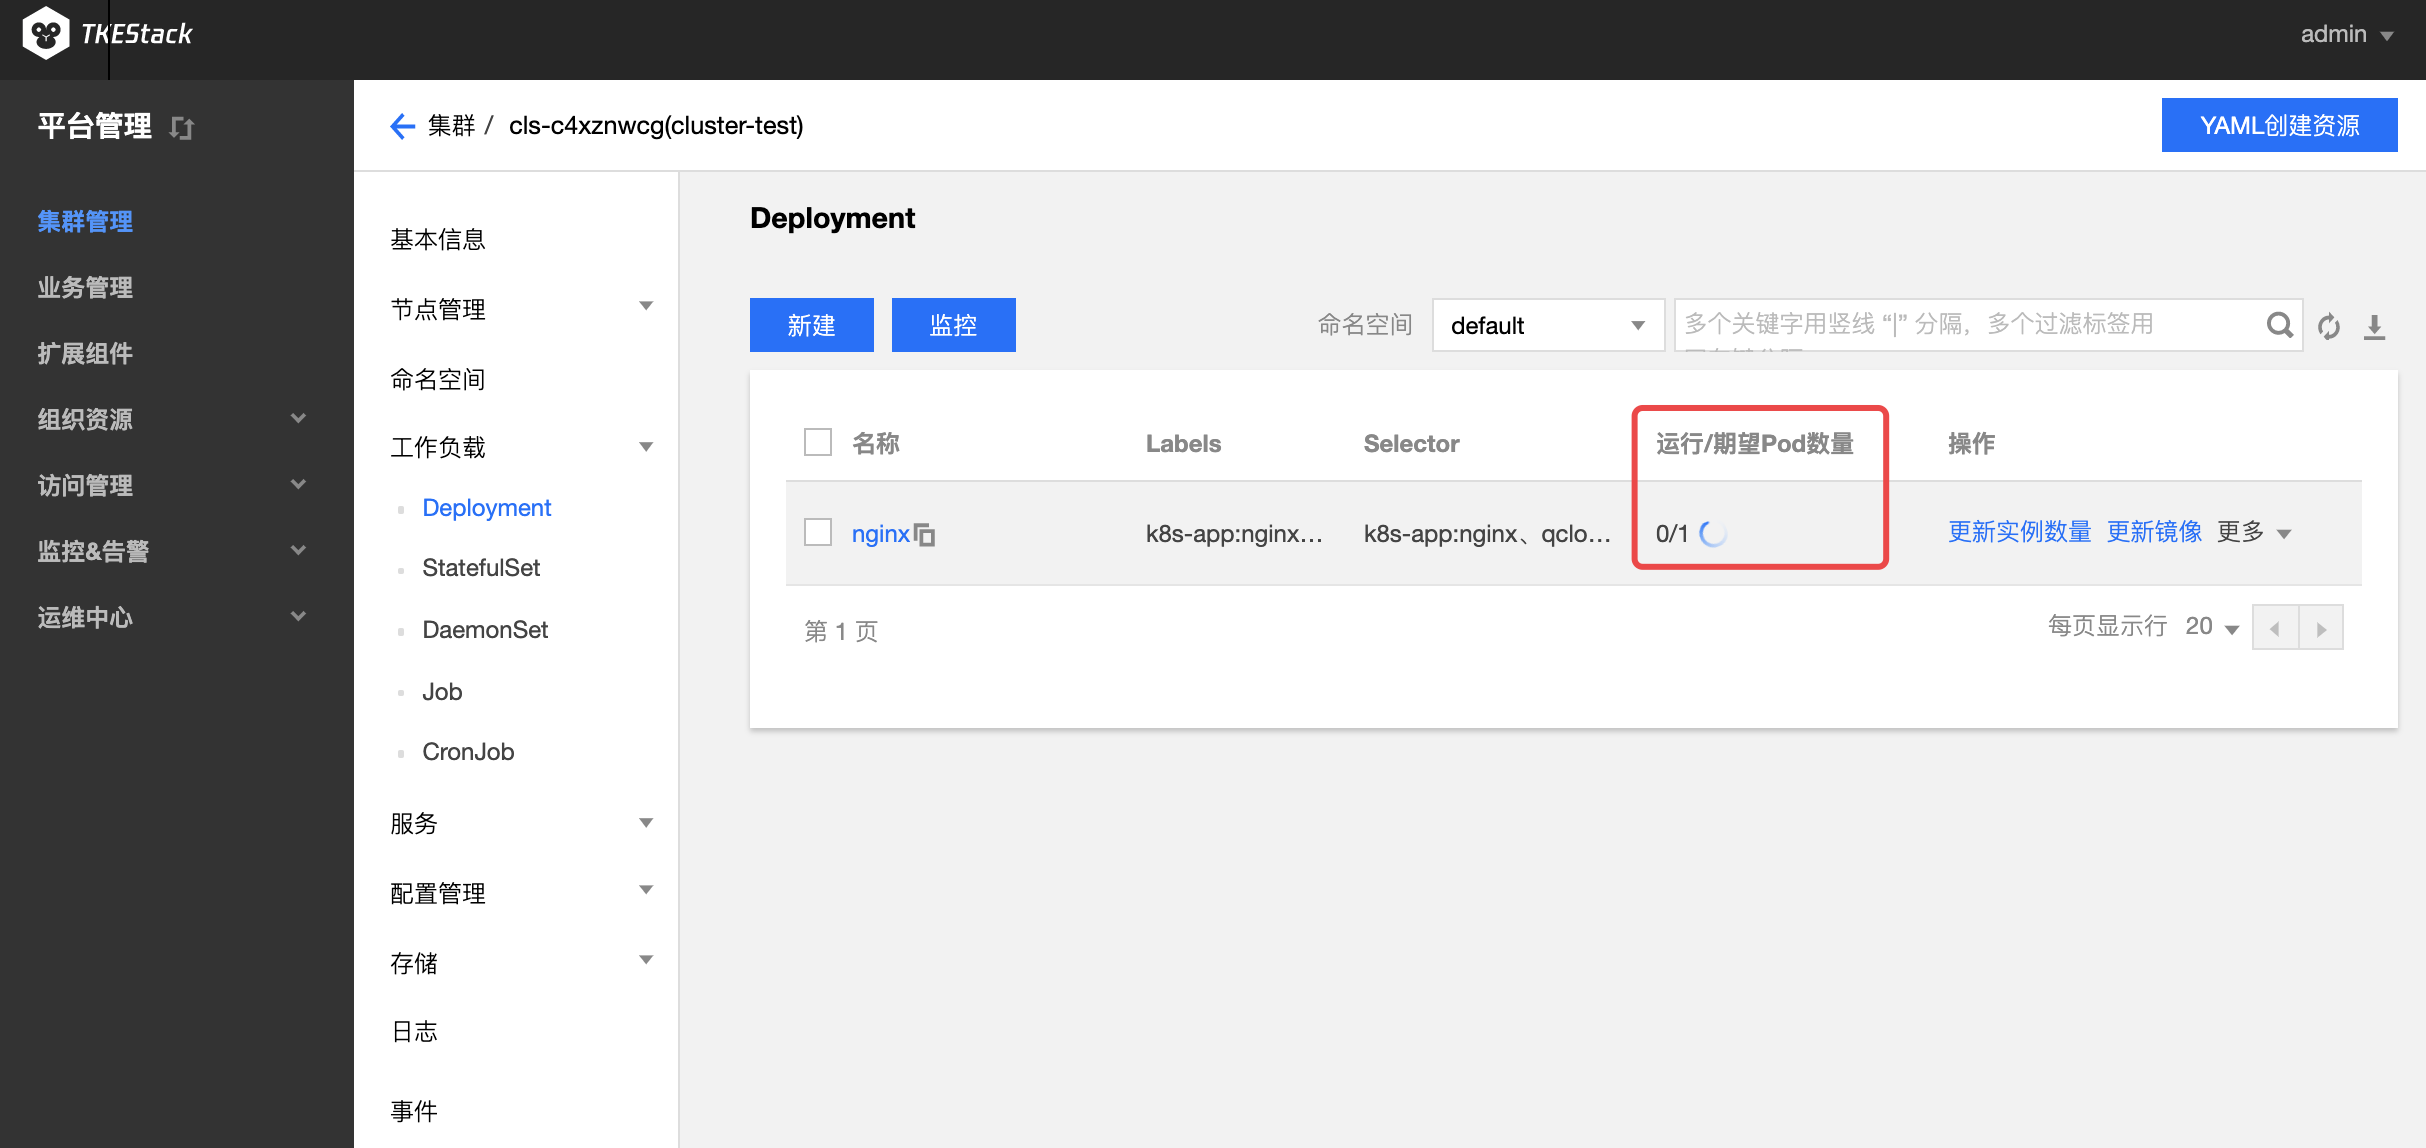 TKEStack
admin
平台管理
集群 / cls-c4xznwcg(cluster-test)
YAML创建资源
集群管理
业务管理
扩展组件
组织资源
访问管理
监控&告警
运维中心
基本信息
节点管理
命名空间
工作负载
Deployment
StatefulSet
DaemonSet
Job
CronJob
服务
配置管理
存储
日志
事件
Deployment
新建
监控
命名空间
default
多个关键字用竖线 “|” 分隔，多个过滤标签用
名称 Labels Selector 运行/期望Pod数量 操作
nginx k8s-app:nginx... k8s-app:nginx、qclo... 0/1 更新实例数量 更新镜像 更多
第 1 页
每页显示行 20